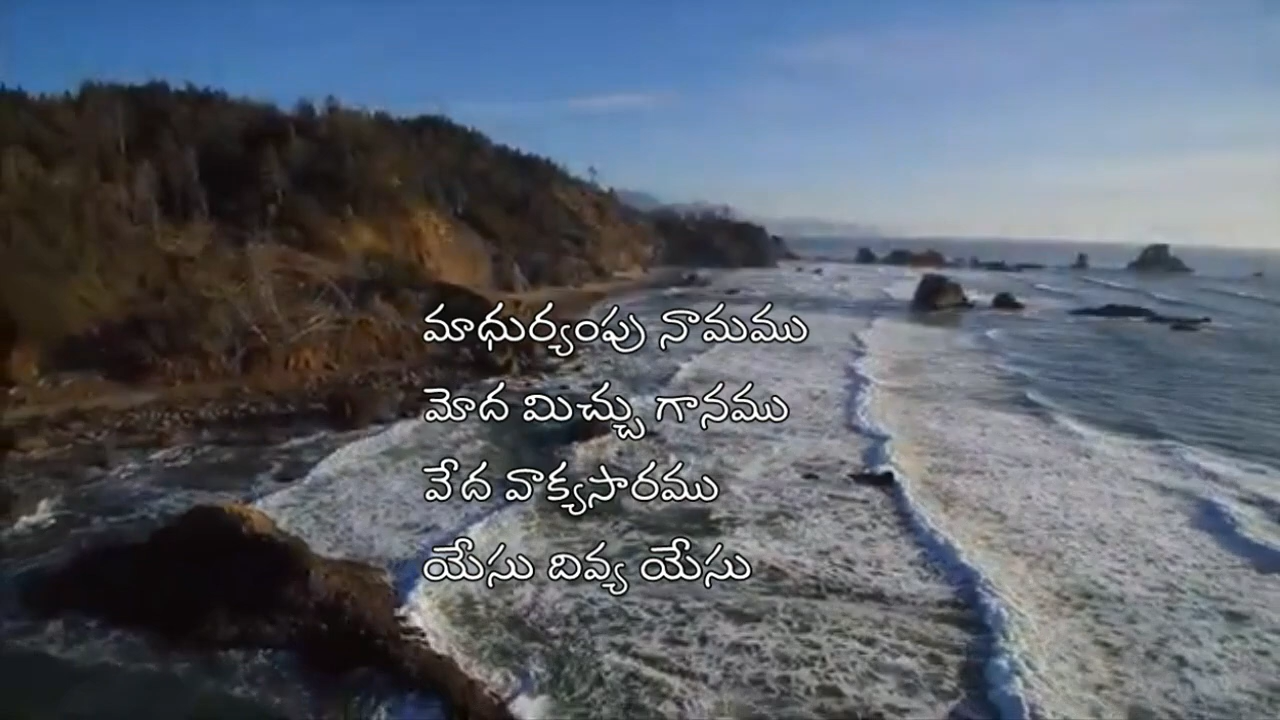 మాధుర్యంపు నామము
మోద మిచ్చు గానము
వేద వాక్యసారము
యేసు దివ్య యేసు